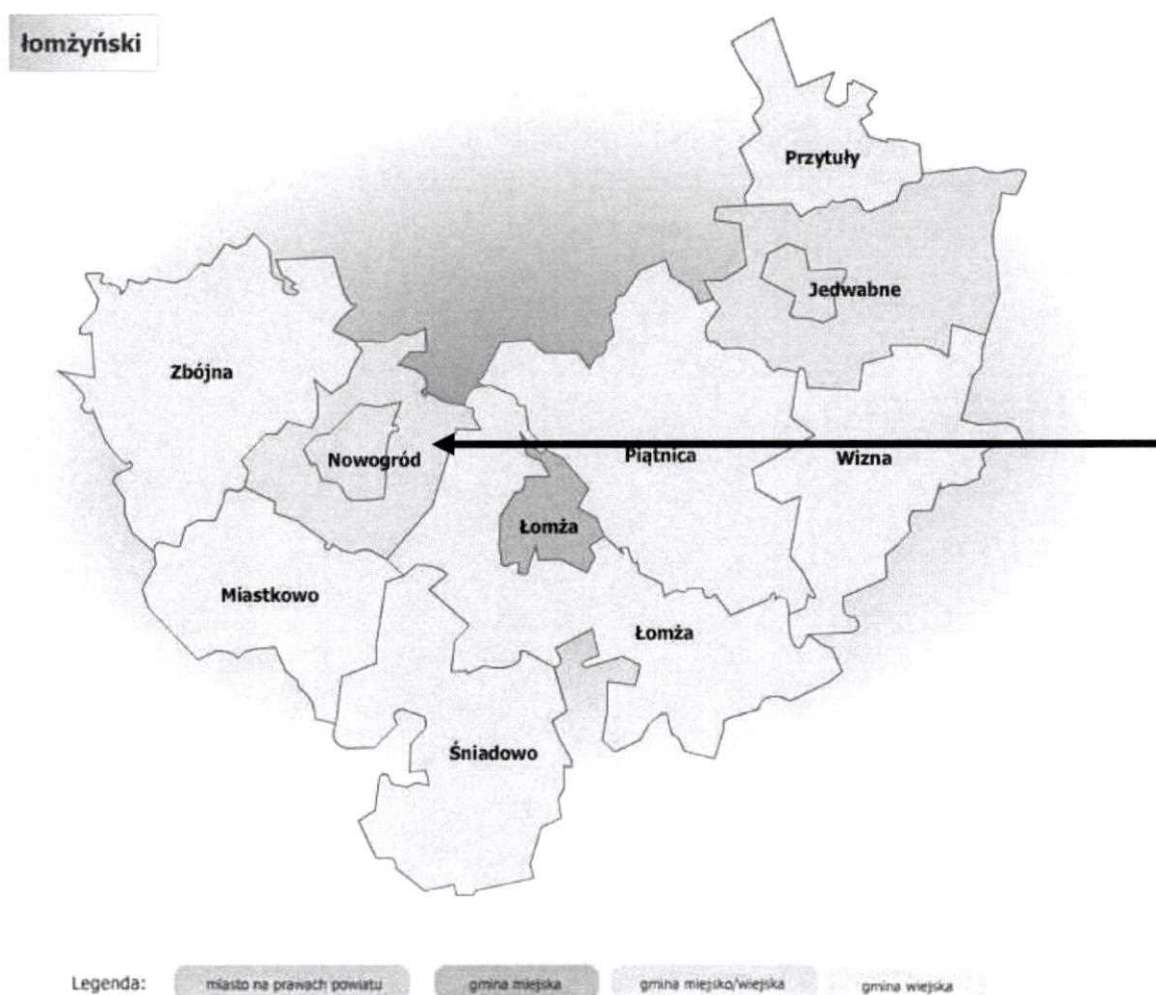 łomżyński
Przytuły
Jedwabne
Zbójna
Nowogród
Piątnica
Wizna
Łomża
Miastkowo
Łomża
Śniadowo
Legenda: miasto na prawach powiatu gmina miejska gmina miejsko/wiejska gmina wiejska